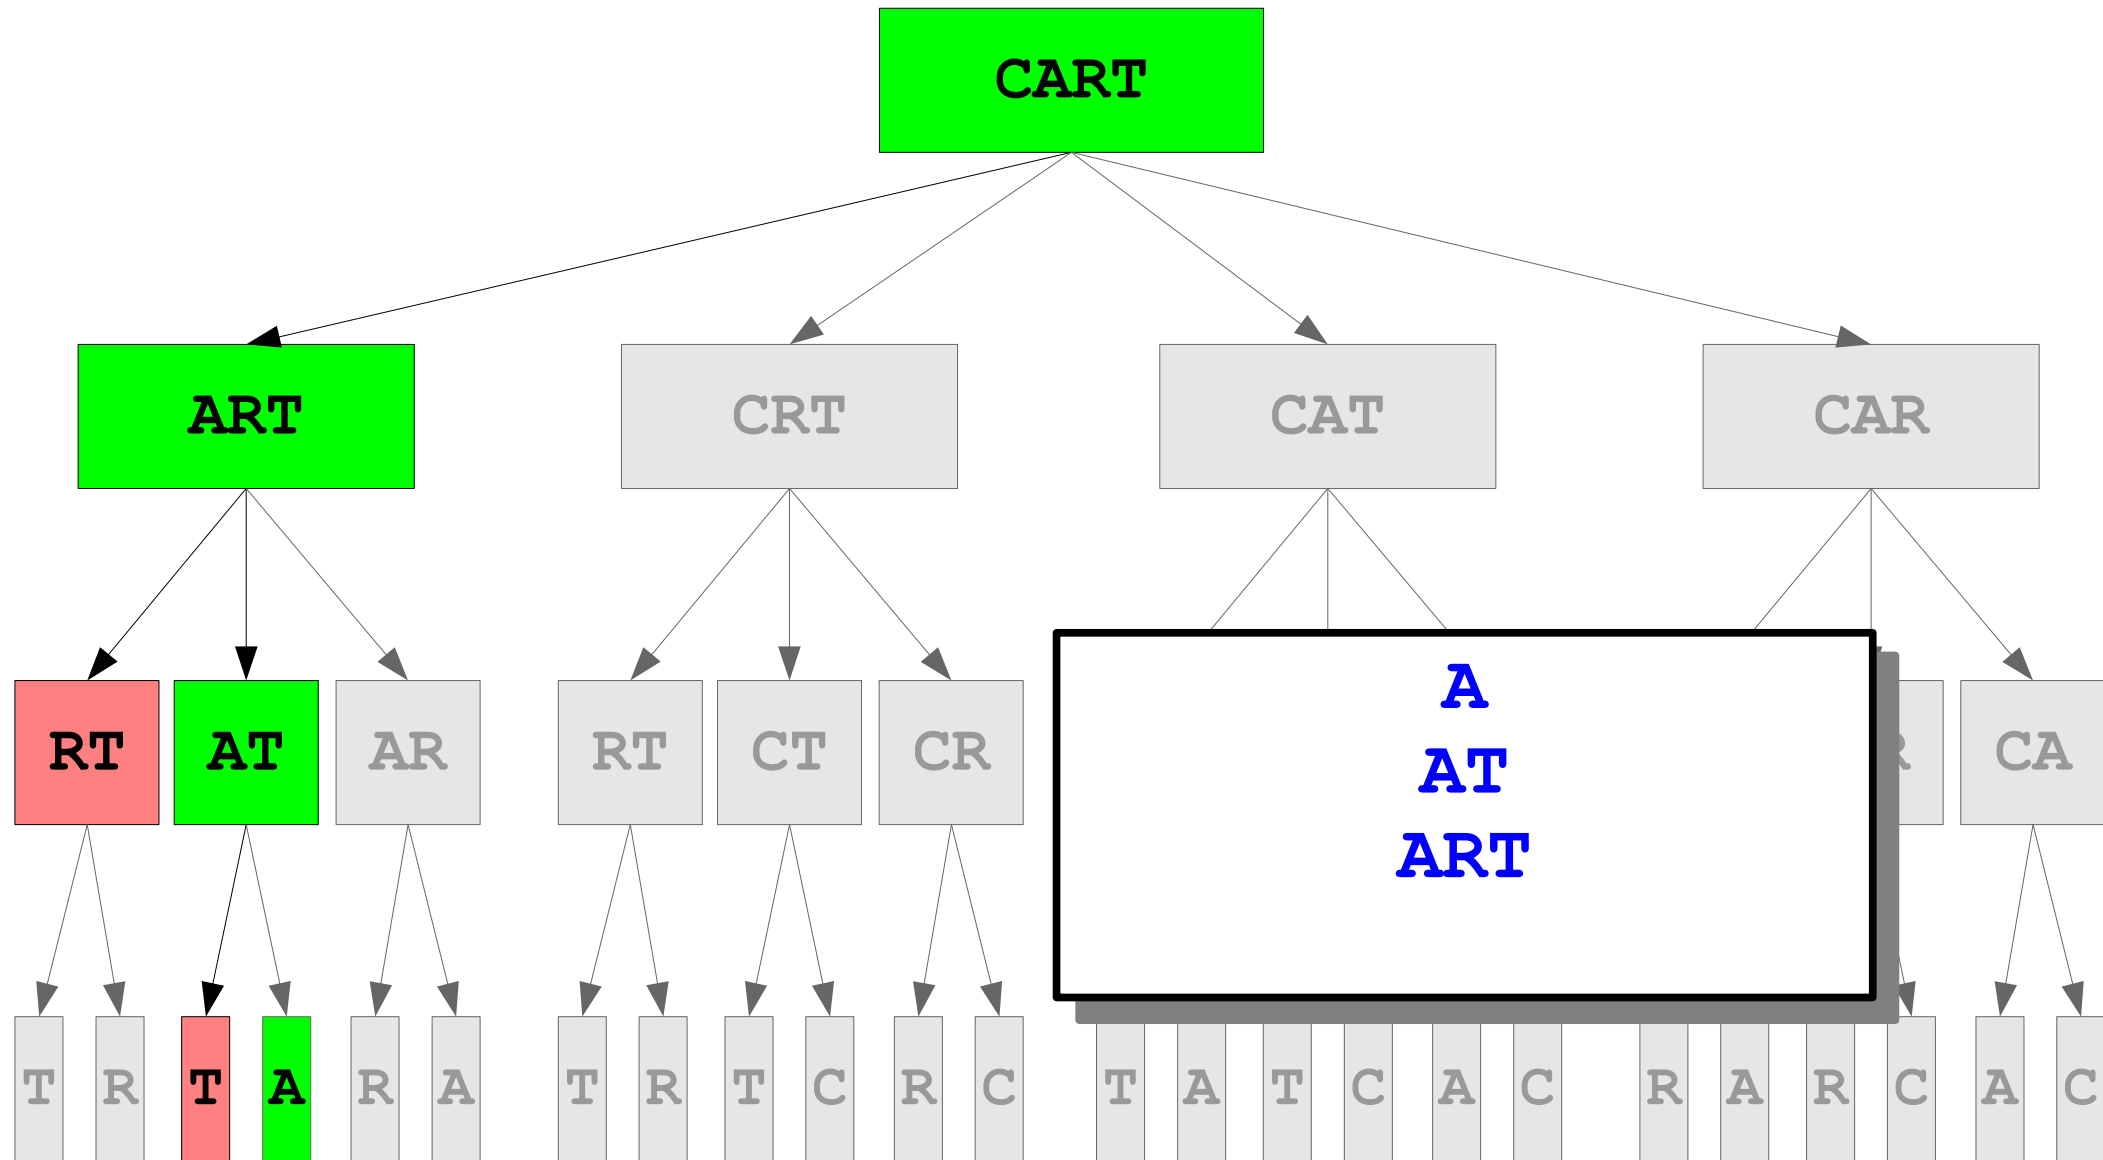 CART
ART CRT CAT CAR
RT AT AR RT CT CR CA
A
AT
ART
T R T A R A T R T C R C T A T C A C R A R C A C